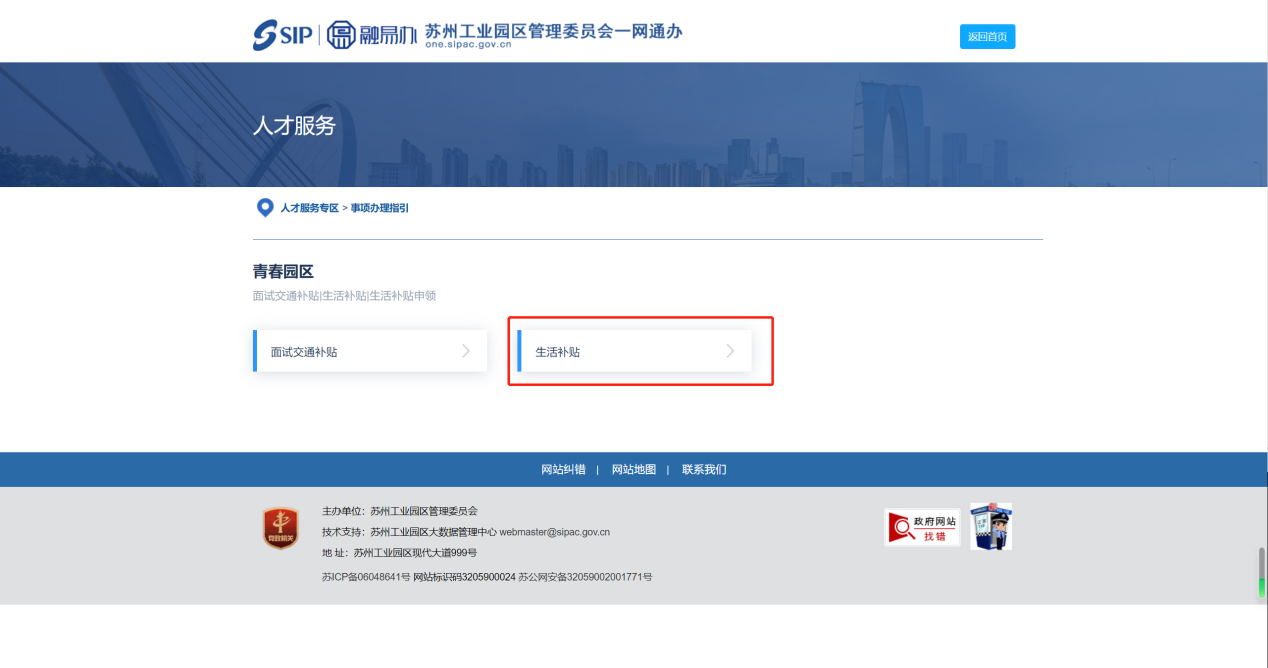 SIP 融易办 苏州工业园区管理委员会一网通办
one.sipac.gov.cn
返回首页
人才服务
人才服务专区 > 事项办理指引
青春园区
面试交通补贴|生活补贴|生活补贴申领
面试交通补贴
生活补贴
网站纠错 | 网站地图 | 联系我们
主办单位：苏州工业园区管理委员会
技术支持：苏州工业园区大数据管理中心 webmaster@sipac.gov.cn
地 址：苏州工业园区现代大道999号
苏ICP备06048641号 网站标识码3205900024 苏公网安备32059002001771号
党政机关
政府网站
找错